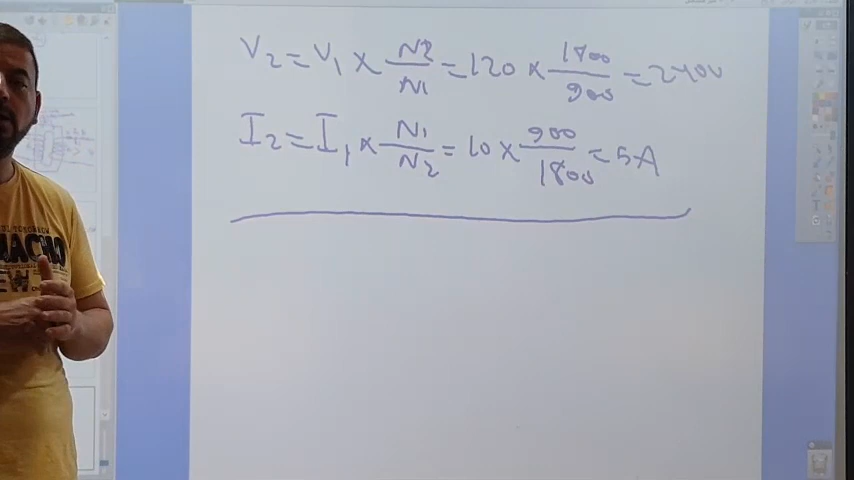 V₂ = V₁ × N2/N1 = 120 × 1800/900 = 240V
I₂ = I₁ × N₁/N₂ = 10 × 900/1800 = 5A